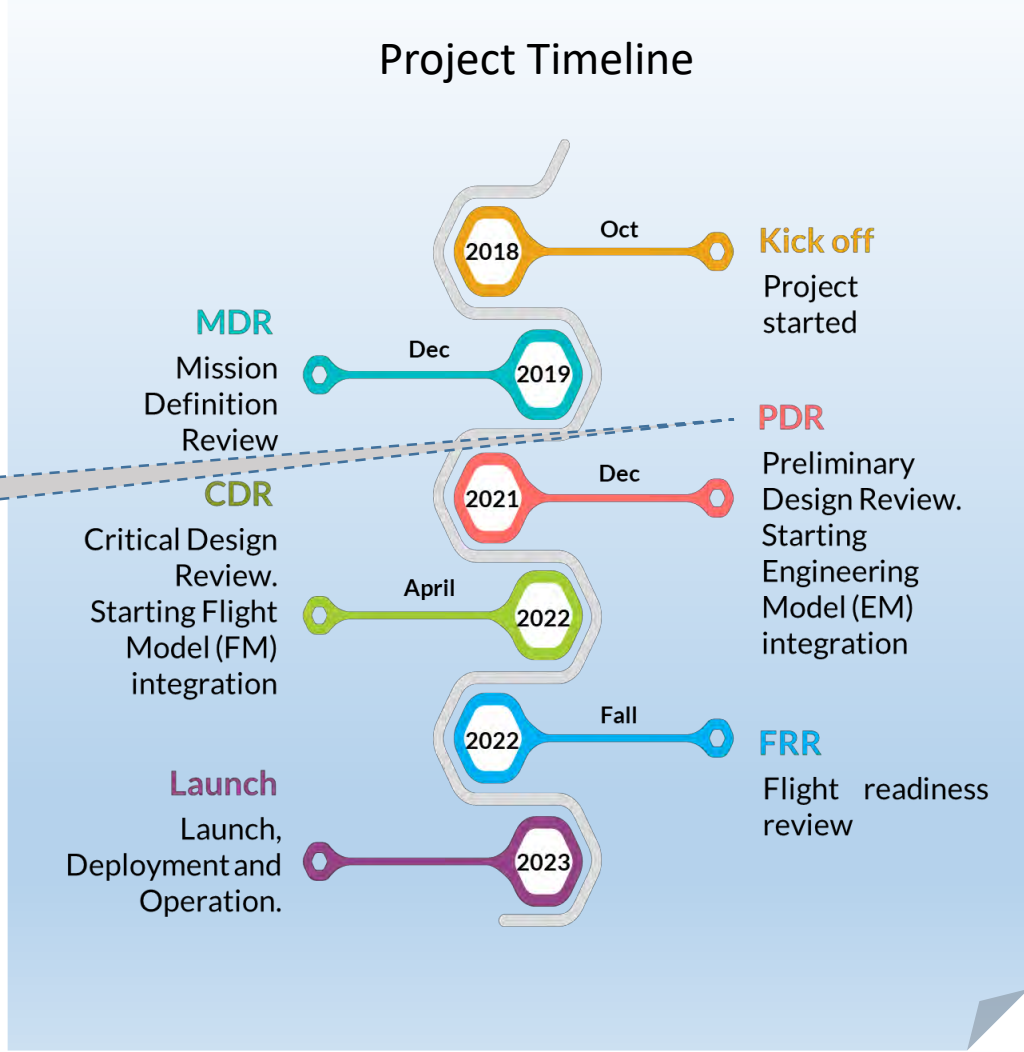 Project Timeline
2018
Oct
Kick off
Project
started
MDR
Mission
Definition
Review
Dec
2019
2021
Dec
PDR
Preliminary
Design Review.
Starting
Engineering
Model (EM)
integration
CDR
Critical Design
Review.
Starting Flight
Model (FM)
integration
April
2022
2022
Fall
FRR
Flight readiness
review
Launch
Launch,
Deployment and
Operation.
2023